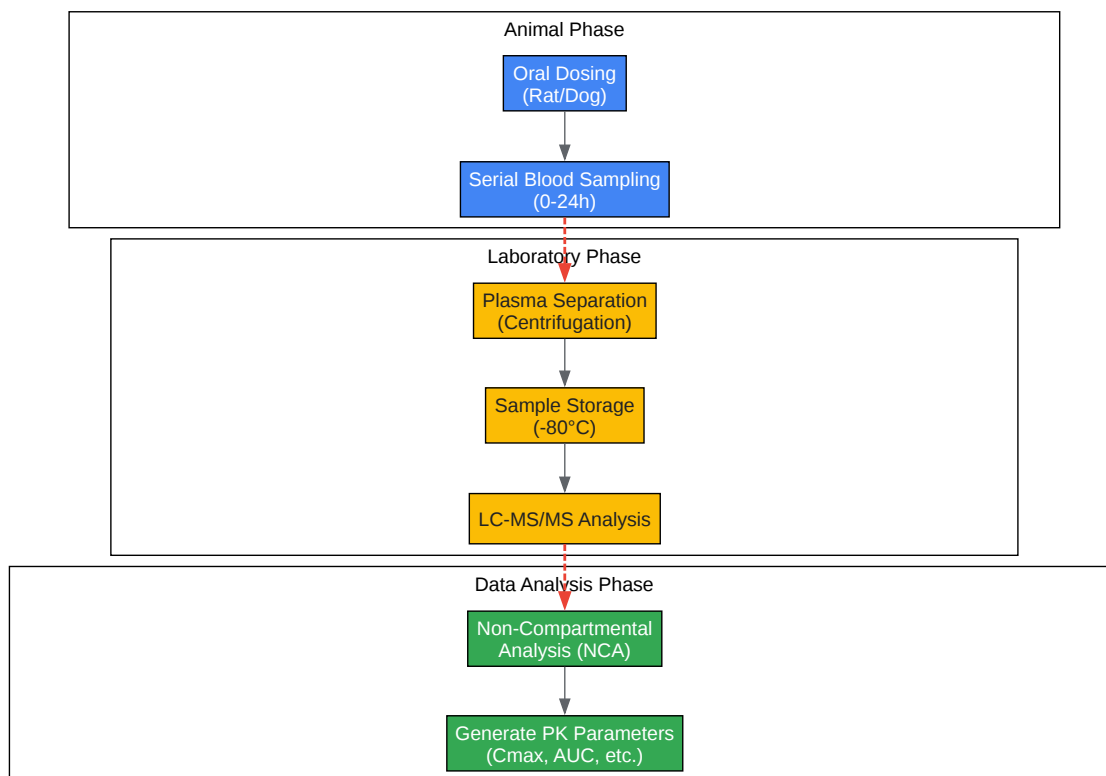 Animal Phase
Oral Dosing
(Rat/Dog)
Serial Blood Sampling
(0-24h)
Laboratory Phase
Plasma Separation
(Centrifugation)
Sample Storage
(-80°C)
LC-MS/MS Analysis
Data Analysis Phase
Non-Compartmental
Analysis (NCA)
Generate PK Parameters
(Cmax, AUC, etc.)